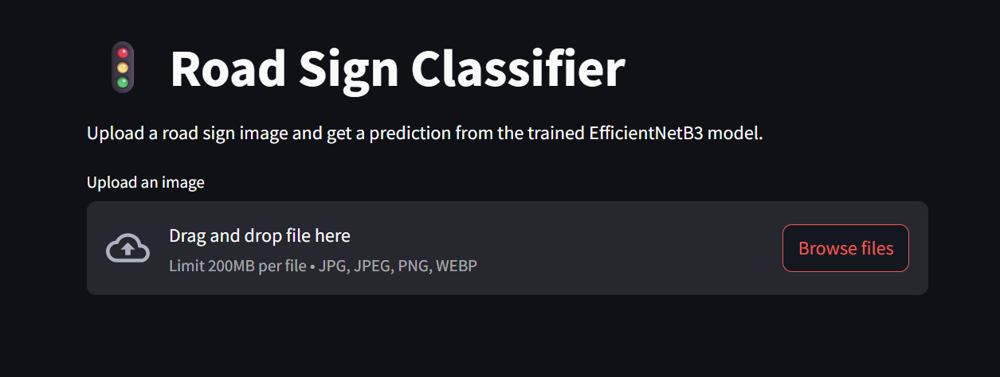 Road Sign Classifier
Upload a road sign image and get a prediction from the trained EfficientNetB3 model.
Upload an image
Drag and drop file here
Limit 200MB per file • JPG, JPEG, PNG, WEBP
Browse files